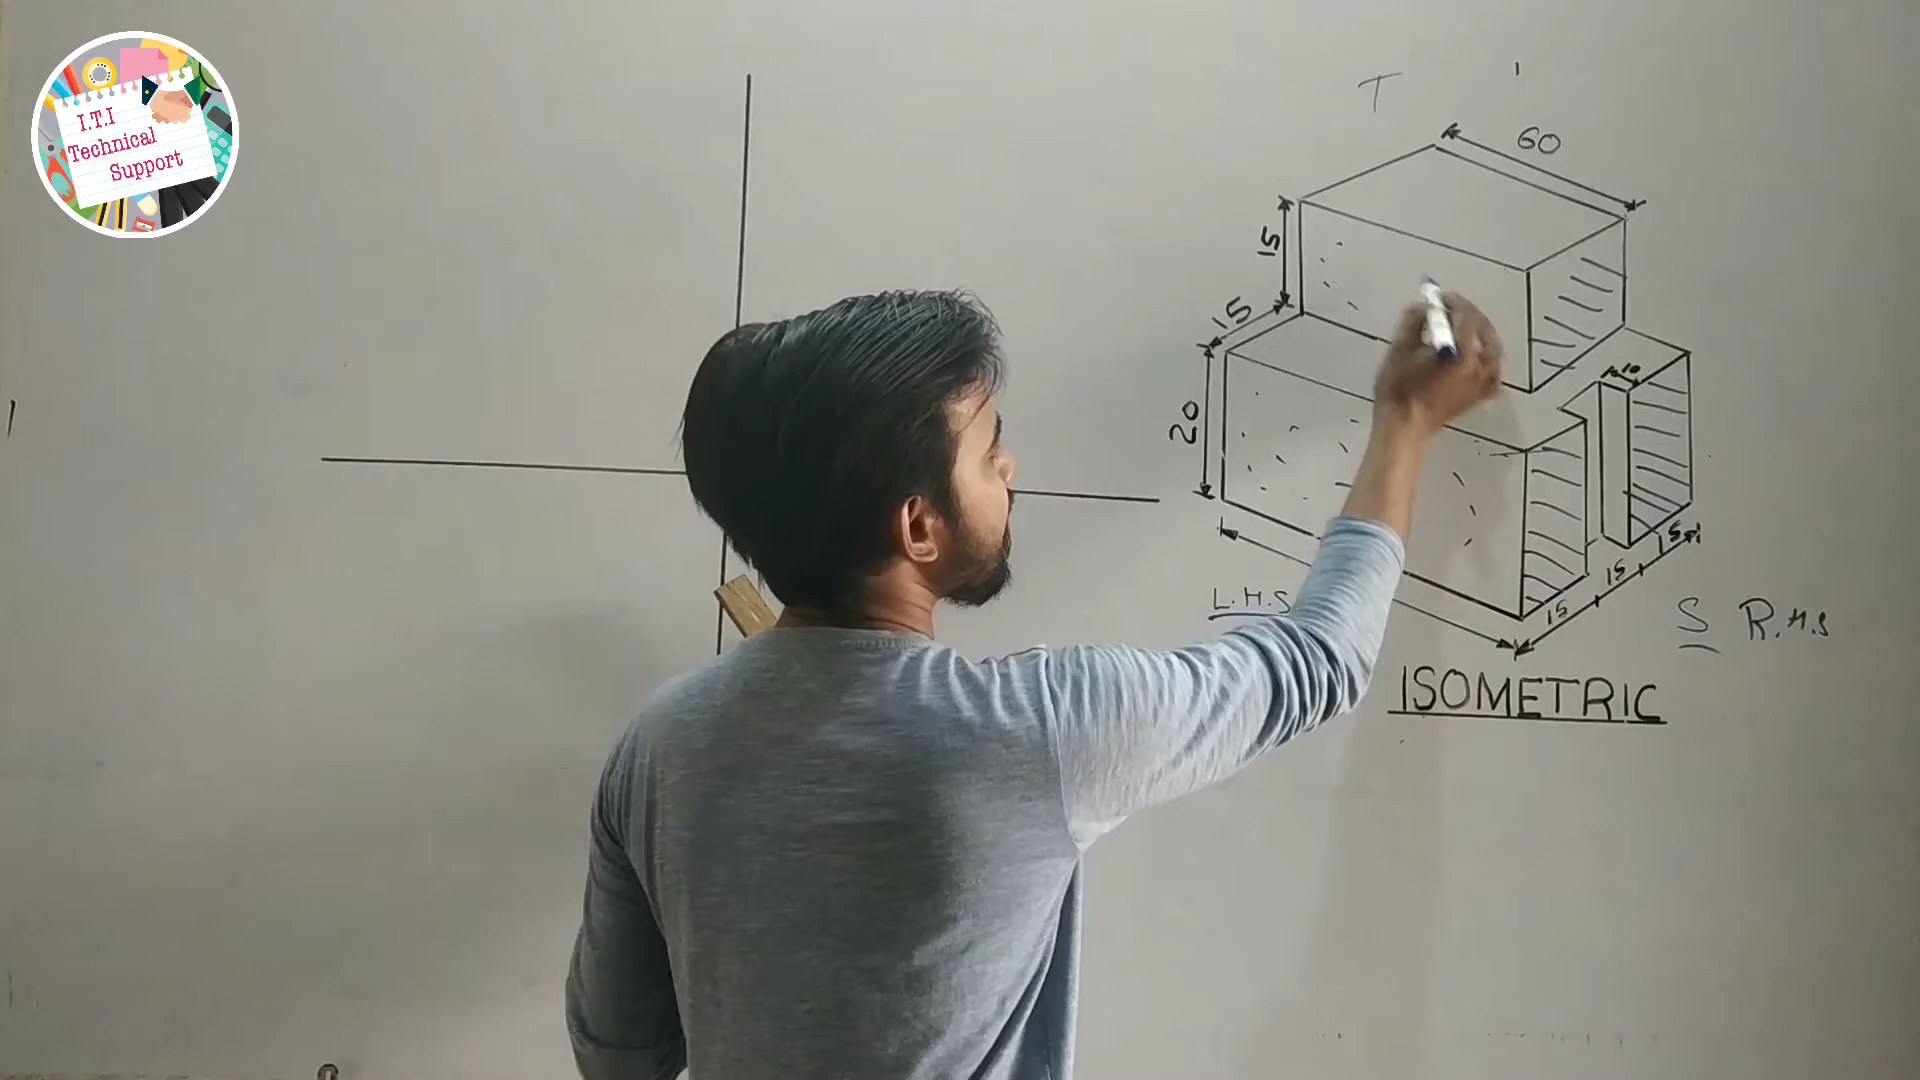 I.T.I
Technical
Support
T
60
15
15
20
10
15
15
15
L.H.S
S R.H.S
ISOMETRIC